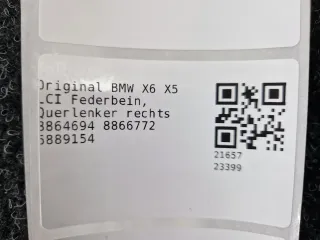 Original BMW X6 X5
LCI Federbein,
Querlenker rechts
8864694 8866772
6889154
21657
23399